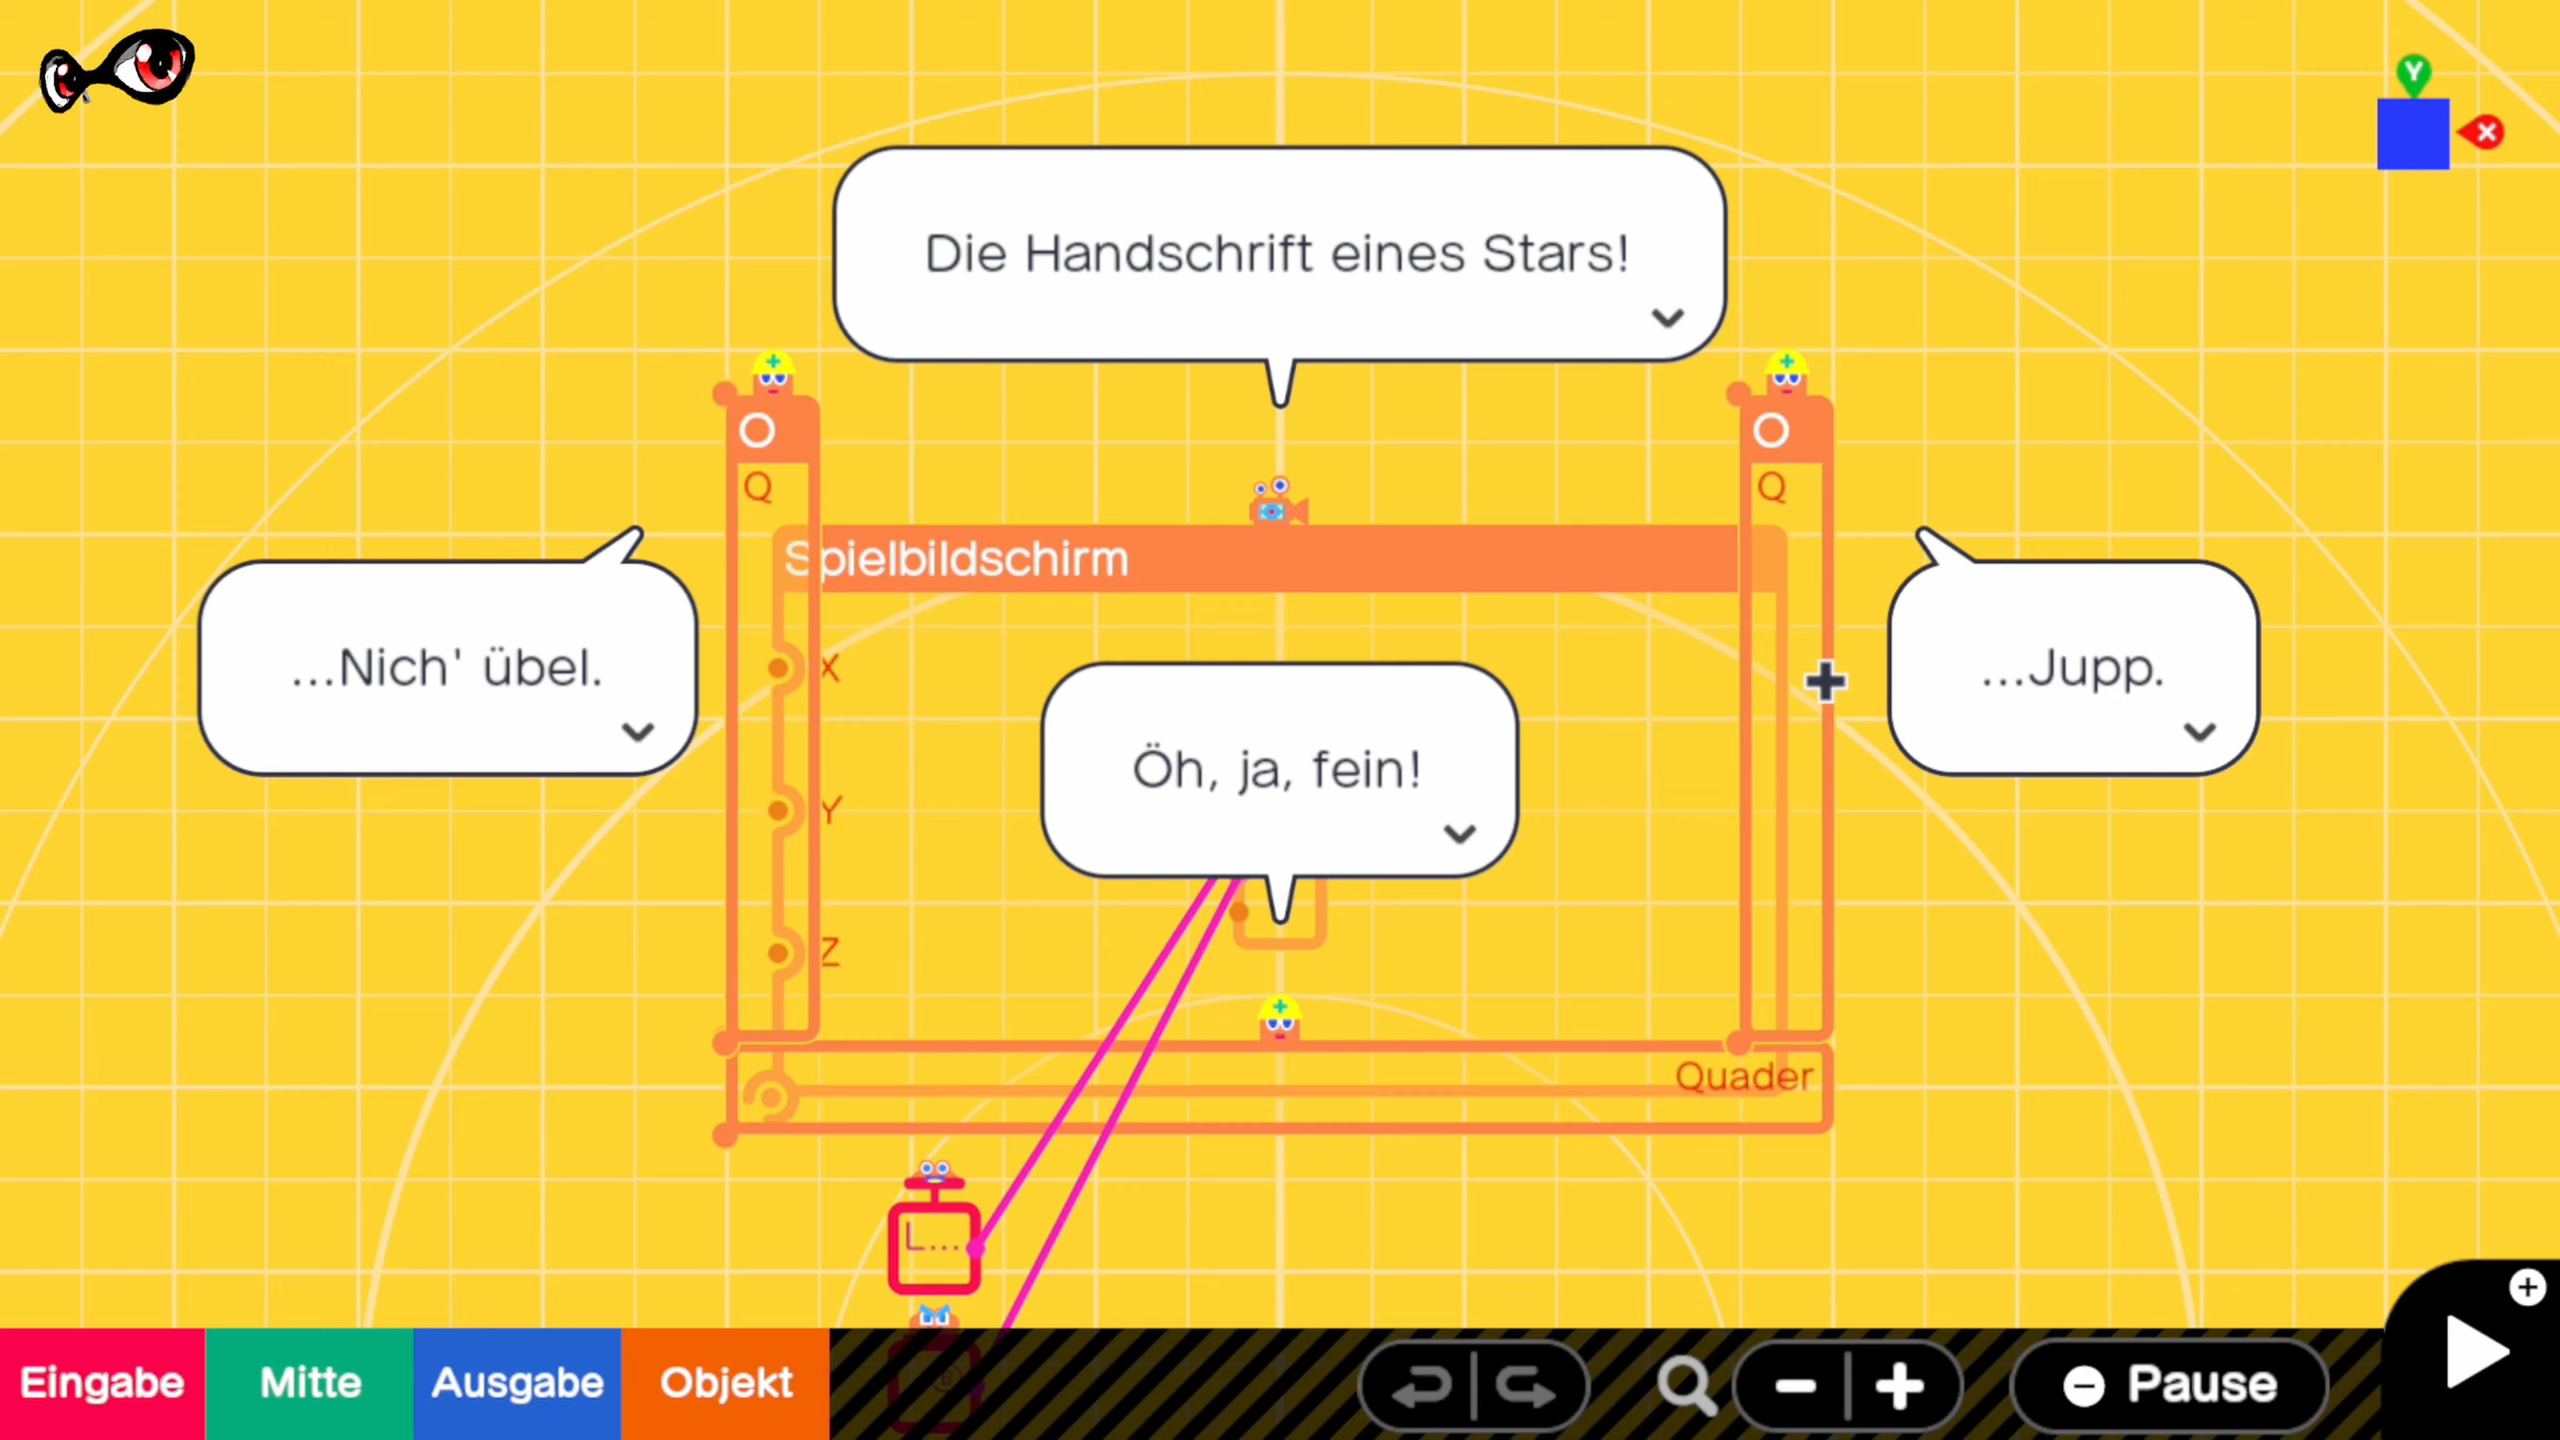 Y
X
Die Handschrift eines Stars!
O
O
Q
Q
Spielbildschirm
...Nich' übel.
X
...Jupp.
Öh, ja, fein!
Y
Z
Quader
L...
B
Eingabe
Mitte
Ausgabe
Objekt
Pause